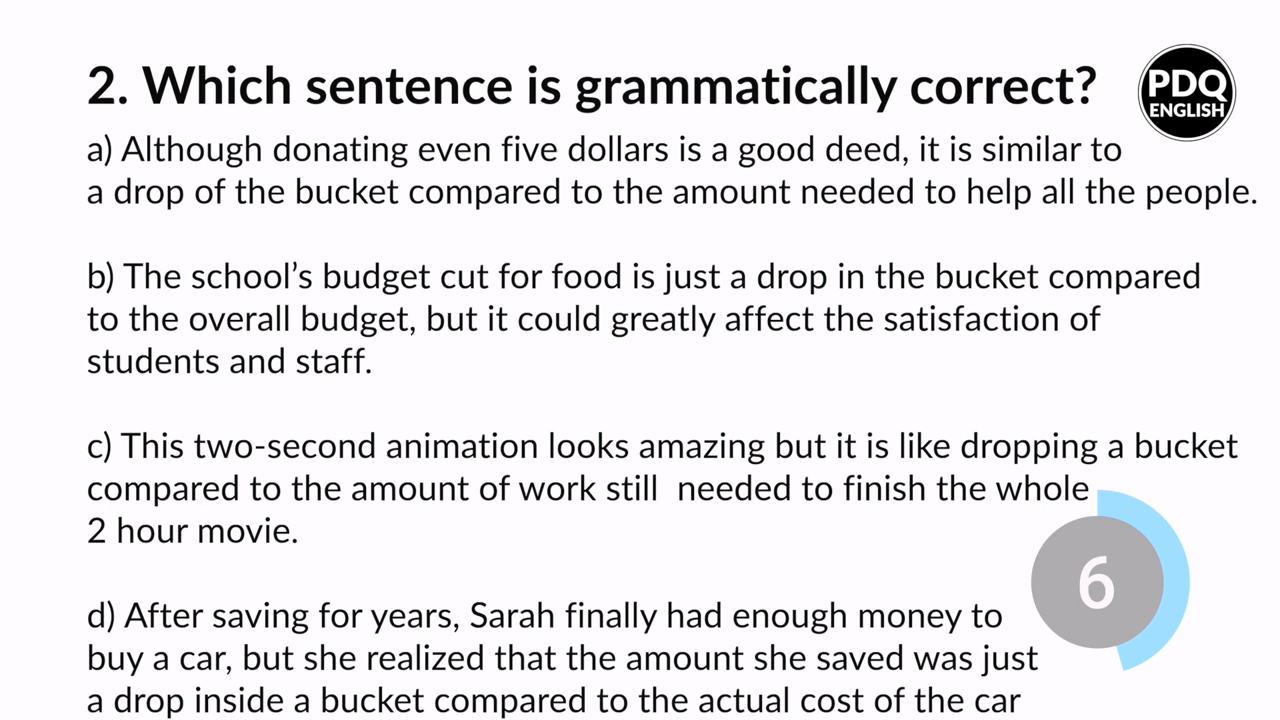 2. Which sentence is grammatically correct?
PDQ
ENGLISH
a) Although donating even five dollars is a good deed, it is similar to
a drop of the bucket compared to the amount needed to help all the people.
b) The school’s budget cut for food is just a drop in the bucket compared
to the overall budget, but it could greatly affect the satisfaction of
students and staff.
c) This two-second animation looks amazing but it is like dropping a bucket
compared to the amount of work still  needed to finish the whole
2 hour movie.
6
d) After saving for years, Sarah finally had enough money to
buy a car, but she realized that the amount she saved was just
a drop inside a bucket compared to the actual cost of the car